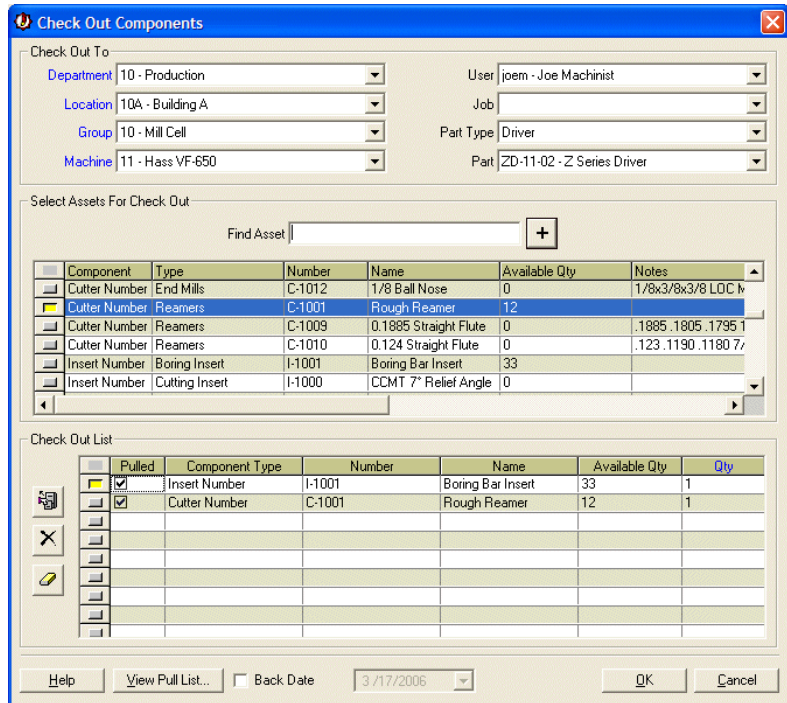 Check Out Components
Check Out To
Department 10 - Production User joem - Joe Machinist
Location 10A - Building A Job
Group 10 - Mill Cell Part Type Driver
Machine 11 - Hass VF-650 Part ZD-11-02 - Z Series Driver
Select Assets For Check Out
Find Asset +
Component Type Number Name Available Qty Notes
Cutter Number End Mills C-1012 1/8 Ball Nose 0 1/8x3/8x3/8 LOC
Cutter Number Reamers C-1001 Rough Reamer 12
Cutter Number Reamers C-1009 0.1885 Straight Flute 0 .1885 .1805 .1795
Cutter Number Reamers C-1010 0.124 Straight Flute 0 .123 .1190 .1180 7/
Insert Number Boring Insert I-1001 Boring Bar Insert 33
Insert Number Cutting Insert I-1000 CCMT 7° Relief Angle 0
Check Out List
Pulled Component Type Number Name Available Qty Qty
Insert Number I-1001 Boring Bar Insert 33 1
Cutter Number C-1001 Rough Reamer 12 1
Help View Pull List... Back Date 3 /17/2006 OK Cancel